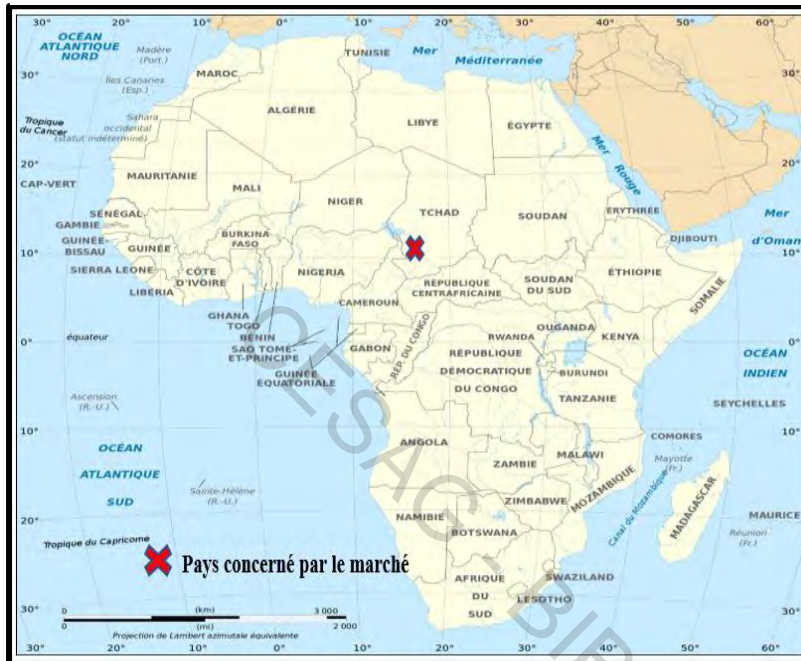 30° 20° 10° 0° 10° 20° 30° 40° 50° 60°
OCÉAN
ATLANTIQUE
NORD
Madère
(Port.)
TUNISIE
Mer
Méditerranée
MAROC
30°
30°
Îles Canaries
(Esp.)
ALGÉRIE
LIBYE
ÉGYPTE
Tropique
du Cancer
Sahara
occidental
(statut indéterminé)
Mer Rouge
20°
20°
CAP-VERT
MAURITANIE
MALI
NIGER
TCHAD
SOUDAN
ÉRYTHRÉE
Mer
d'Oman
SÉNÉGAL
GAMBIE
GUINÉE-
BISSAU
GUINÉE
BURKINA
FASO
DJIBOUTI
10°
10°
SIERRA LEONE
CÔTE
D'IVOIRE
NIGERIA
LIBERIA
RÉPUBLIQUE
CENTRAFRICAINE
SOUDAN
DU SUD
ÉTHIOPIE
SOMALIE
CAMEROUN
GHANA
TOGO
BÉNIN
SAO TOMÉ-
ET-PRINCIPE
GUINÉE
ÉQUATORIALE
GABON
RÉP. DU CONGO
RÉPUBLIQUE
DÉMOCRATIQUE
DU CONGO
OUGANDA
RWANDA
KENYA
BURUNDI
TANZANIE
équateur
0°
0°
OCÉAN
INDIEN
SEYCHELLES
Ascension
(R.-U.)
10°
10°
OCÉAN
ATLANTIQUE
SUD
ANGOLA
ZAMBIE
MALAWI
COMORES
Mayotte
(Fr.)
Sainte-Hélène
(R.-U.)
MOZAMBIQUE
Canal du Mozambique
MADAGASCAR
ZIMBABWE
NAMIBIE
BOTSWANA
MAURICE
Réunion
(Fr.)
20°
20°
Tropique du Capricorne
Pays concerné par le marché
AFRIQUE
DU
SUD
SWAZILAND
LESOTHO
30°
30°
0 (km) 3 000
0 (mi) 2 000
Projection de Lambert azimutale équivalente
20° 10° 0° 10° 20° 30° 40° 50°
CESAG - BIB